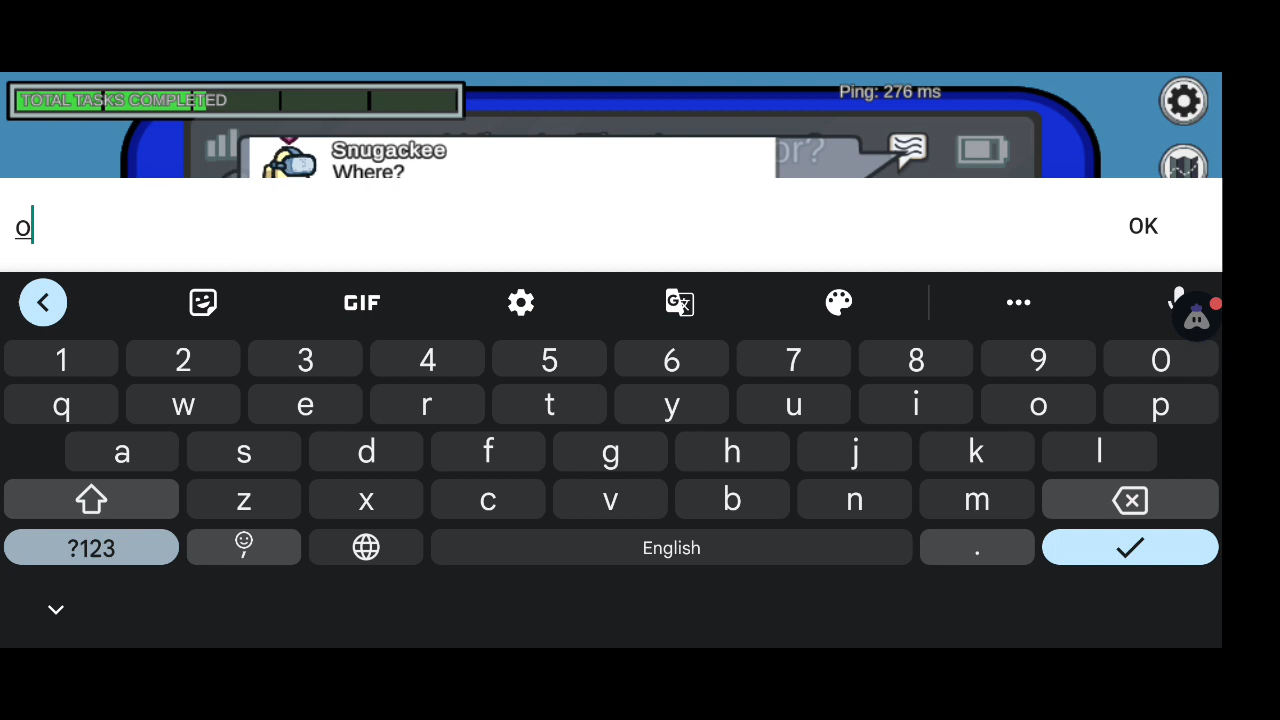 TOTAL TASKS COMPLETED
Ping: 276 ms
or?
Snugackee
Where?
o
OK
GIF
1 2 3 4 5 6 7 8 9 0
q w e r t y u i o p
a s d f g h j k l
z x c v b n m
?123 , English .